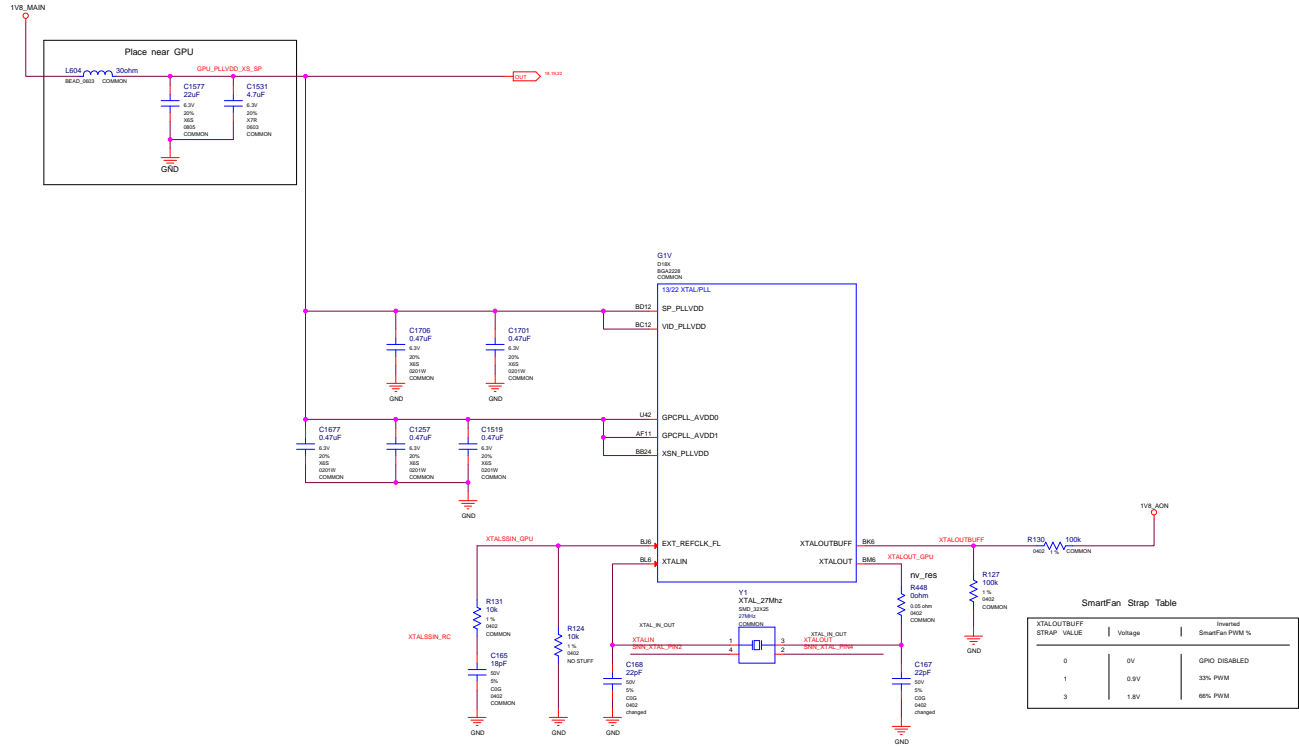 1V8_MAIN
Place near GPU
L604 30ohm
BEAD_0603 COMMON
GPU_PLLVDD_XS_SP
OUT
C1577
22uF
6.3V
20%
X6S
0805
COMMON
C1531
4.7uF
6.3V
20%
X7R
0603
COMMON
GND
G1V
BGA2228
COMMON
13/22 XTAL/PLL
BD12 SP_PLLVDD
BC12 VID_PLLVDD
C1706
0.47uF
6.3V
20%
X6S
0201W
COMMON
GND
C1701
0.47uF
6.3V
20%
X6S
0201W
COMMON
GND
U42 GPCPLL_AVDD0
AF11 GPCPLL_AVDD1
BB24 XSN_PLLVDD
C1677
0.47uF
6.3V
20%
X6S
0201W
COMMON
C1257
0.47uF
6.3V
20%
X6S
0201W
COMMON
C1519
0.47uF
6.3V
20%
X6S
0201W
COMMON
GND
1V8_AON
XTALSSIN_GPU
BJ6 EXT_REFCLK_FL
BL6 XTALIN
XTALOUTBUFF BK6
XTALOUT BM6
XTALOUTBUFF
XTALOUT_GPU
R130 100k
0402 1 % COMMON
R127
100k
1 %
0402
COMMON
GND
nv_res
R448
0ohm
0.05 ohm
0402
COMMON
Y1
XTAL_27Mhz
SMD_32X25
27MHz
COMMON
R131
10k
1 %
0402
COMMON
XTALSSIN_RC
R124
10k
1 %
0402
NO STUFF
GND
C165
18pF
50V
5%
C0G
0402
COMMON
GND
XTAL_IN_OUT
XTALIN
SNN_XTAL_PIN2
1
4
3
2
XTAL_IN_OUT
XTALOUT
SNN_XTAL_PIN4
C168
22pF
50V
5%
C0G
0402
changed
GND
C167
22pF
50V
5%
C0G
0402
changed
GND
SmartFan Strap Table
XTALOUTBUFF Inverted
STRAP VALUE Voltage SmartFan PWM %
0 0V GPIO DISABLED
1 0.9V 33% PWM
3 1.8V 66% PWM